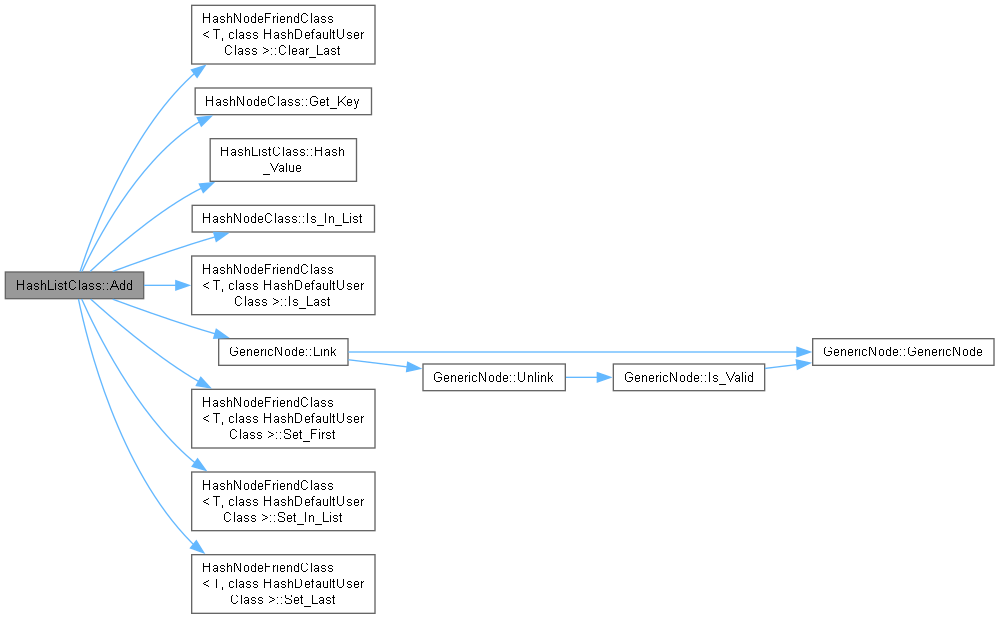 HashNodeFriendClass
< T, class HashDefaultUser
Class >::Clear_Last
HashNodeClass::Get_Key
HashListClass::Hash
_Value
HashNodeClass::Is_In_List
HashListClass::Add
HashNodeFriendClass
< T, class HashDefaultUser
Class >::Is_Last
GenericNode::Link
GenericNode::GenericNode
GenericNode::Unlink
GenericNode::Is_Valid
HashNodeFriendClass
< T, class HashDefaultUser
Class >::Set_First
HashNodeFriendClass
< T, class HashDefaultUser
Class >::Set_In_List
HashNodeFriendClass
< T, class HashDefaultUser
Class >::Set_Last